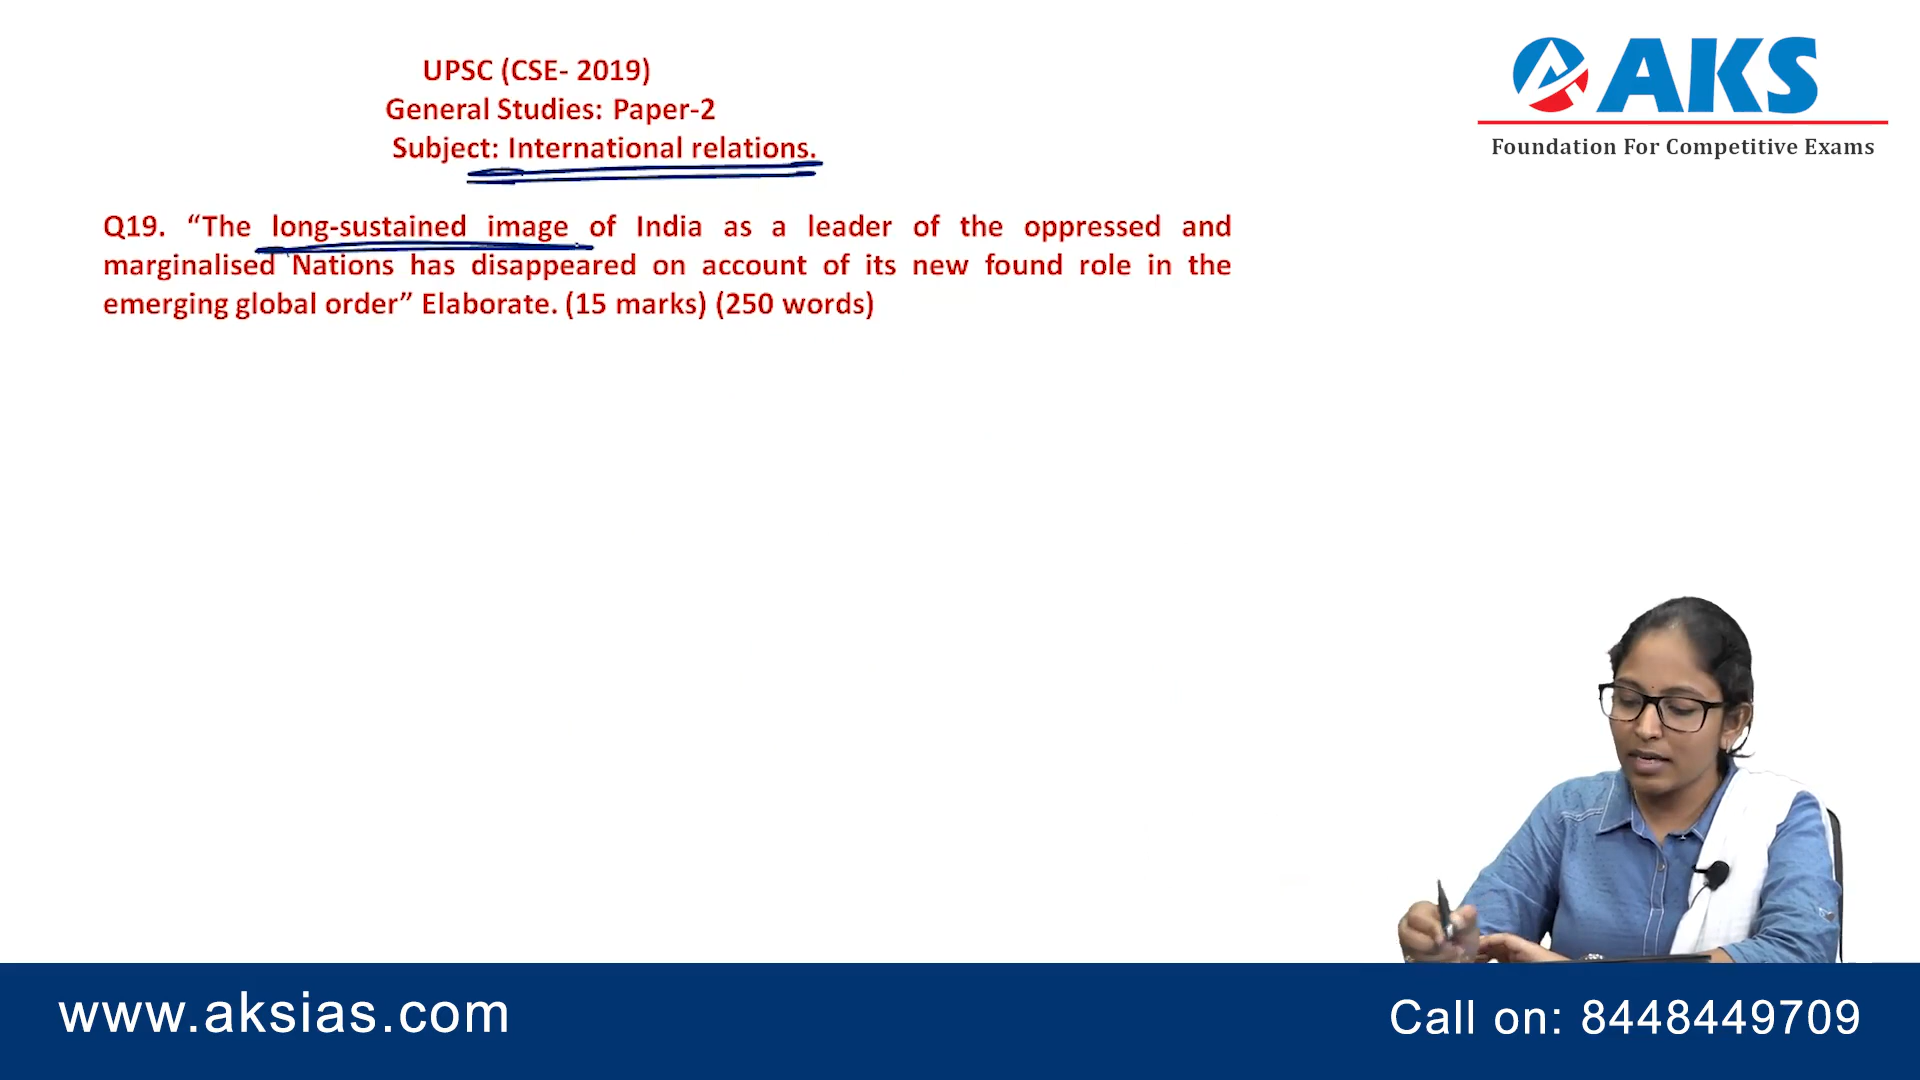 UPSC (CSE- 2019)
General Studies: Paper-2
Subject: International relations.
AKS
Foundation For Competitive Exams
Q19. “The long-sustained image of India as a leader of the oppressed and
marginalised Nations has disappeared on account of its new found role in the
emerging global order” Elaborate. (15 marks) (250 words)
www.aksias.com
Call on: 8448449709